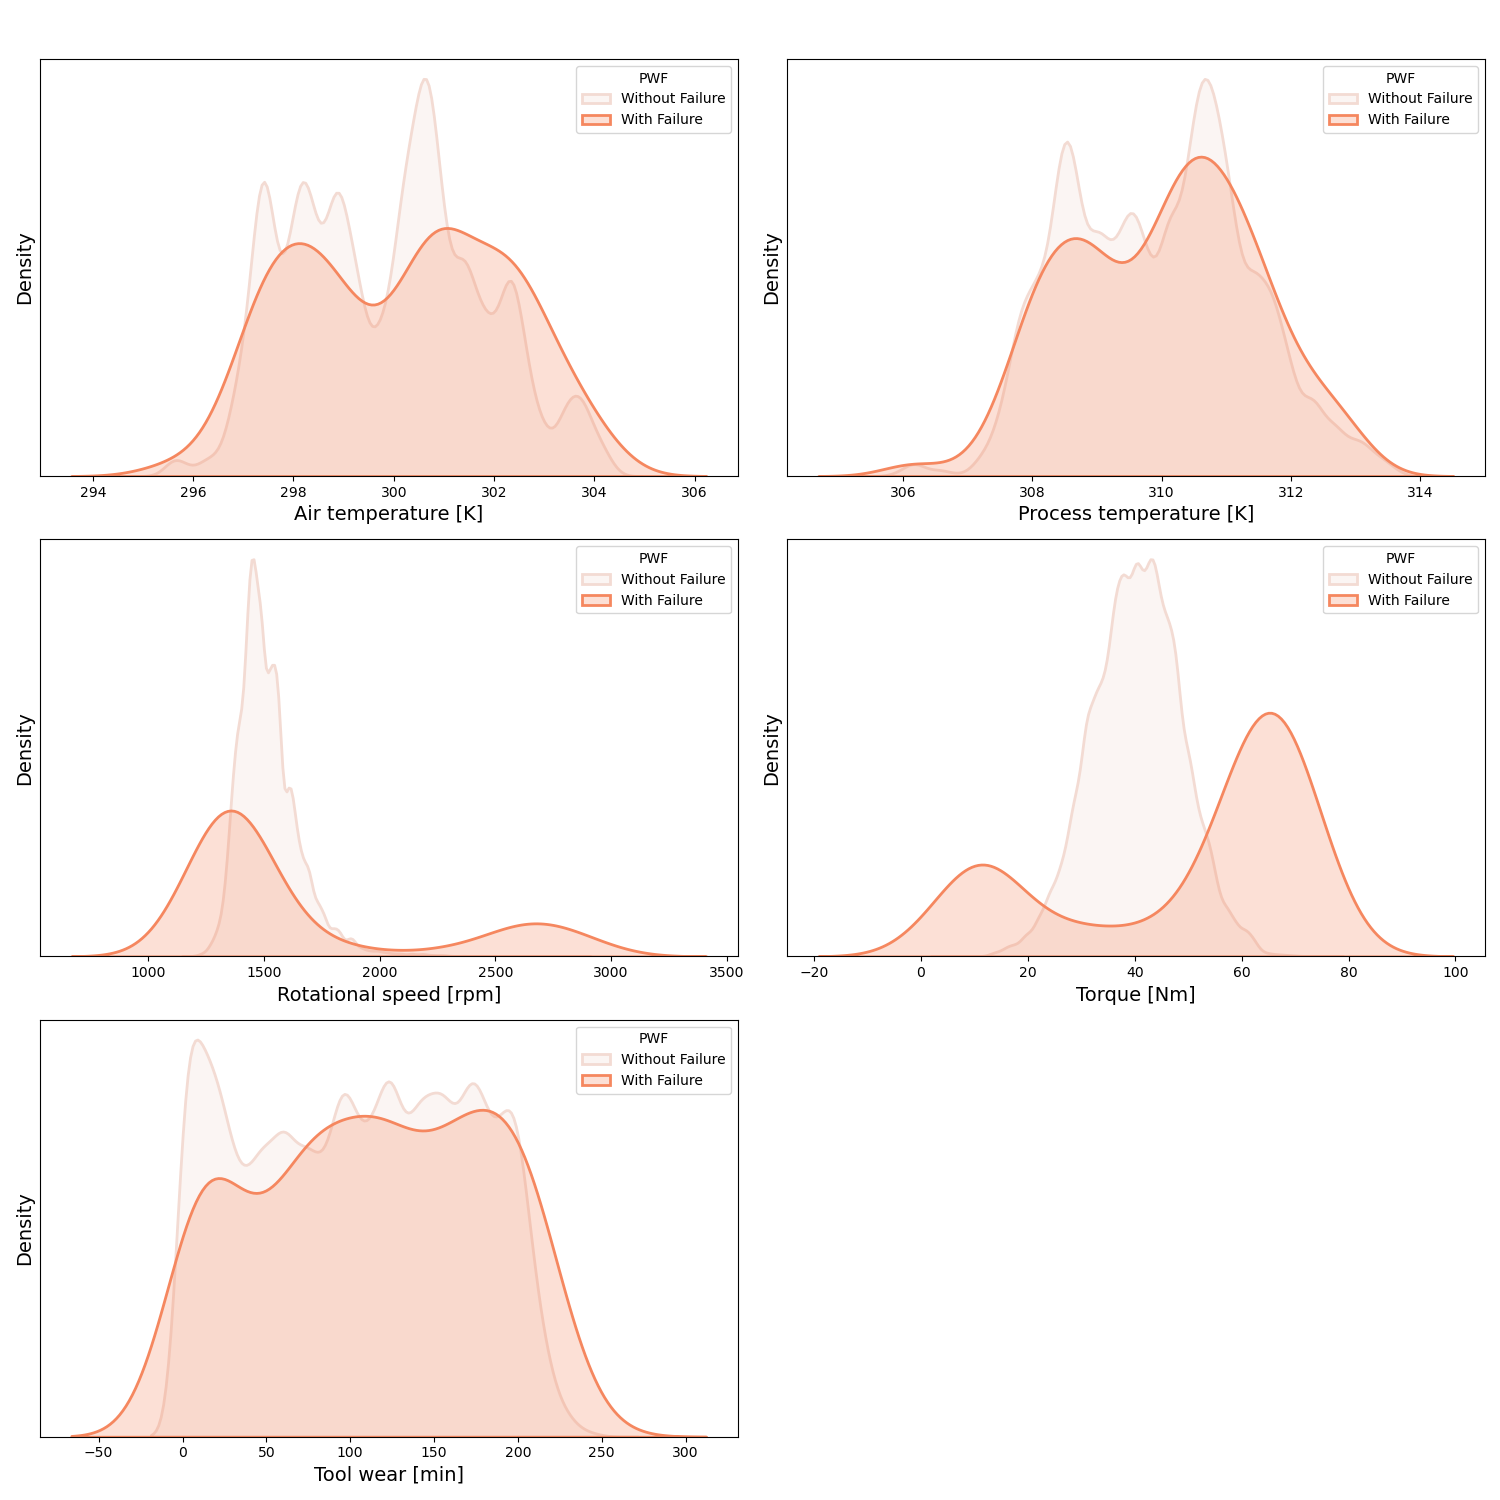 PWF
Without Failure
With Failure
Density
294 296 298 300 302 304 306
Air temperature [K]
PWF
Without Failure
With Failure
Density
306 308 310 312 314
Process temperature [K]
PWF
Without Failure
With Failure
Density
1000 1500 2000 2500 3000 3500
Rotational speed [rpm]
PWF
Without Failure
With Failure
Density
−20 0 20 40 60 80 100
Torque [Nm]
PWF
Without Failure
With Failure
Density
−50 0 50 100 150 200 250 300
Tool wear [min]